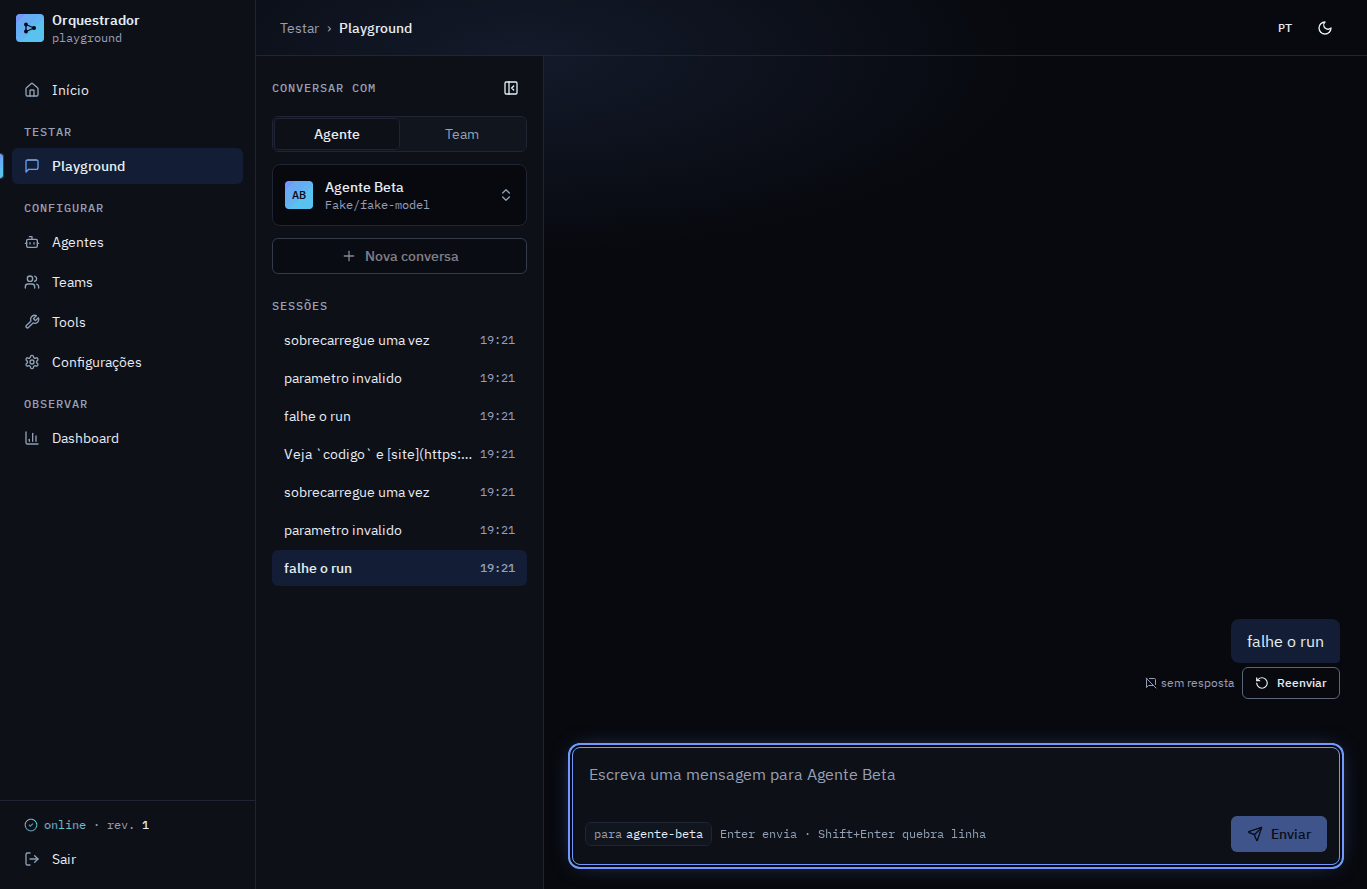 Orquestrador
playground
Início
TESTAR
Playground
CONFIGURAR
Agentes
Teams
Tools
Configurações
OBSERVAR
Dashboard
online · rev. 1
Sair
Testar › Playground
PT
CONVERSAR COM
Agente
Team
AB
Agente Beta
Fake/fake-model
Nova conversa
SESSÕES
sobrecarregue uma vez 19:21
parametro invalido 19:21
falhe o run 19:21
Veja `codigo` e [site](https:... 19:21
sobrecarregue uma vez 19:21
parametro invalido 19:21
falhe o run 19:21
falhe o run
sem resposta
Reenviar
Escreva uma mensagem para Agente Beta
para agente-beta
Enter envia · Shift+Enter quebra linha
Enviar